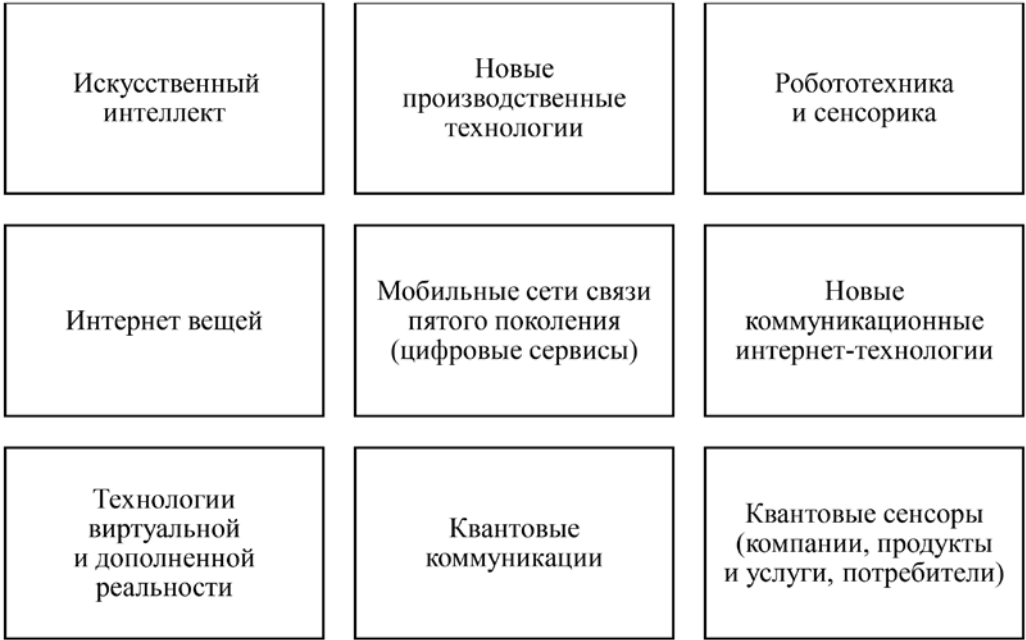 Искусственный
интеллект
Новые
производственные
технологии
Робототехника
и сенсорика
Интернет вещей
Мобильные сети связи
пятого поколения
(цифровые сервисы)
Новые
коммуникационные
интернет-технологии
Технологии
виртуальной
и дополненной
реальности
Квантовые
коммуникации
Квантовые сенсоры
(компании, продукты
и услуги, потребители)